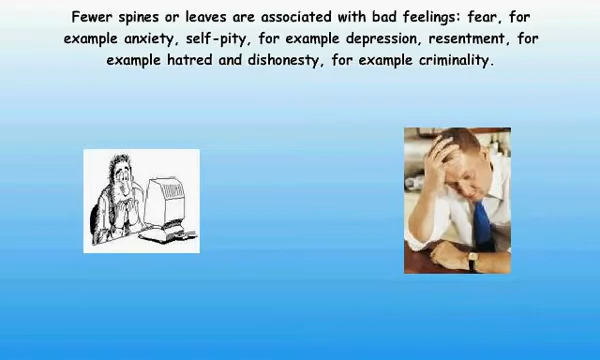 Fewer spines or leaves are associated with bad feelings: fear, for
example anxiety, self-pity, for example depression, resentment, for
example hatred and dishonesty, for example criminality.